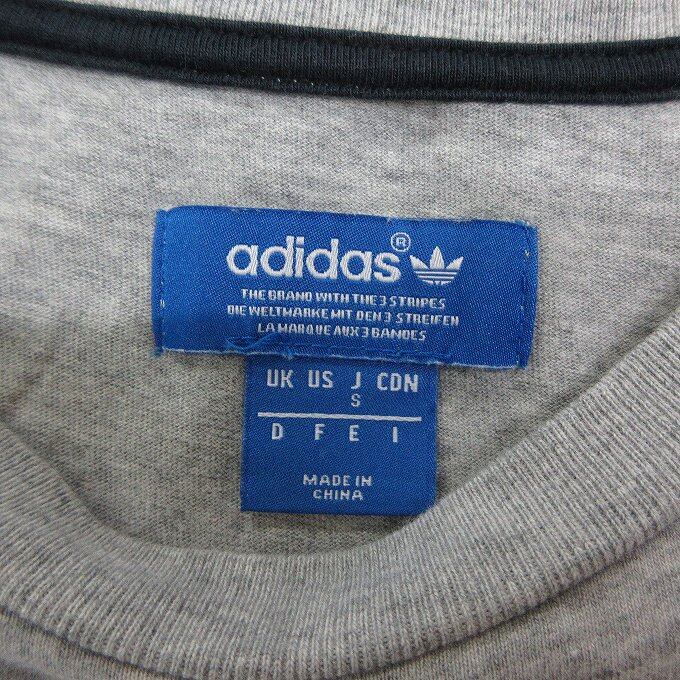 adidas®
THE BRAND WITH THE 3 STRIPES
DIE WELTMARKE MIT DEN 3 STREIFEN
LA MARQUE AUX 3 BANDES
UK US J CDN
S
D F E I
MADE IN
CHINA